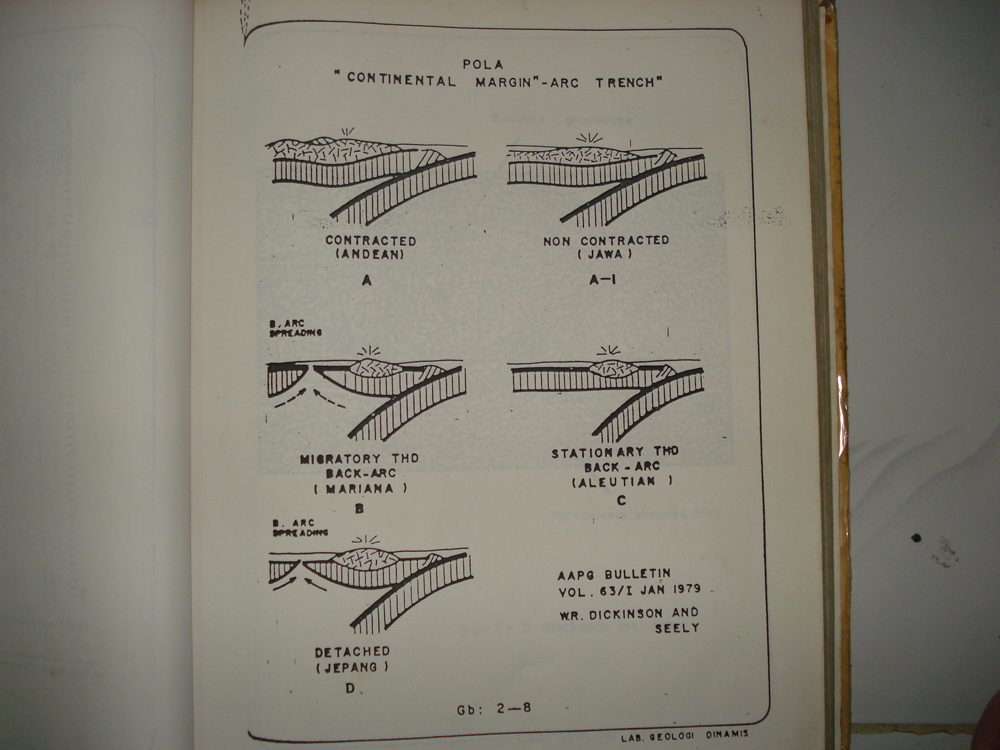 POLA
"CONTINENTAL MARGIN"-ARC TRENCH"
CONTRACTED
(ANDEAN)
A
NON CONTRACTED
( JAWA )
A-1
B. ARC
SPREADING
MIGRATORY THD
BACK-ARC
( MARIANA )
B
STATIONARY THD
BACK - ARC
(ALEUTIAN )
C
B. ARC
SPREADING
DETACHED
( JEPANG )
D
AAPG BULLETIN
VOL. 63/I JAN 1979
W.R. DICKINSON AND
SEELY
Gb: 2-8
LAB. GEOLOGI DINAMIS